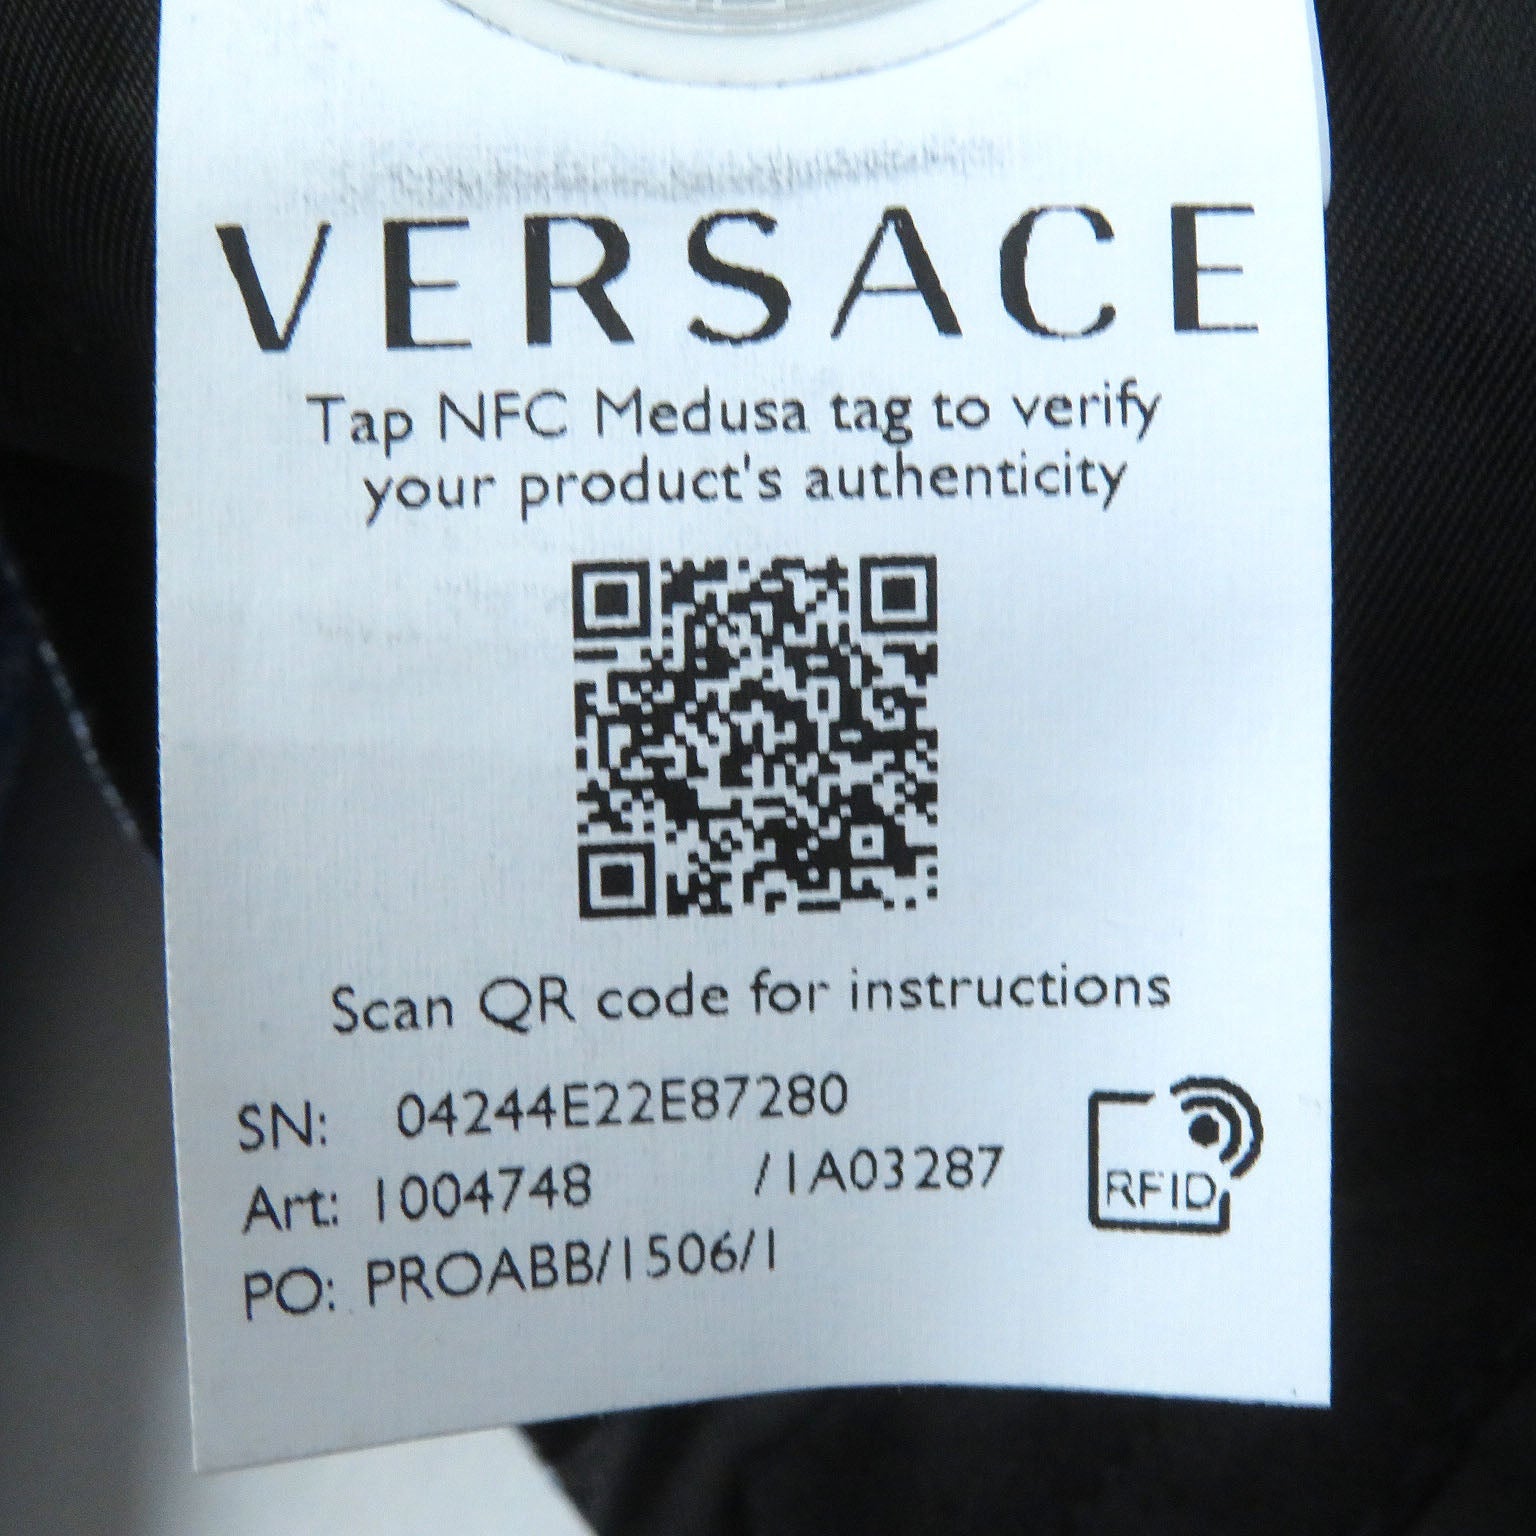 VERSACE
Tap NFC Medusa tag to verify
your product's authenticity
Scan QR code for instructions
SN: 04244E22E87280
Art: 1004748 /1A03287
PO: PROABB/1506/1
RFID